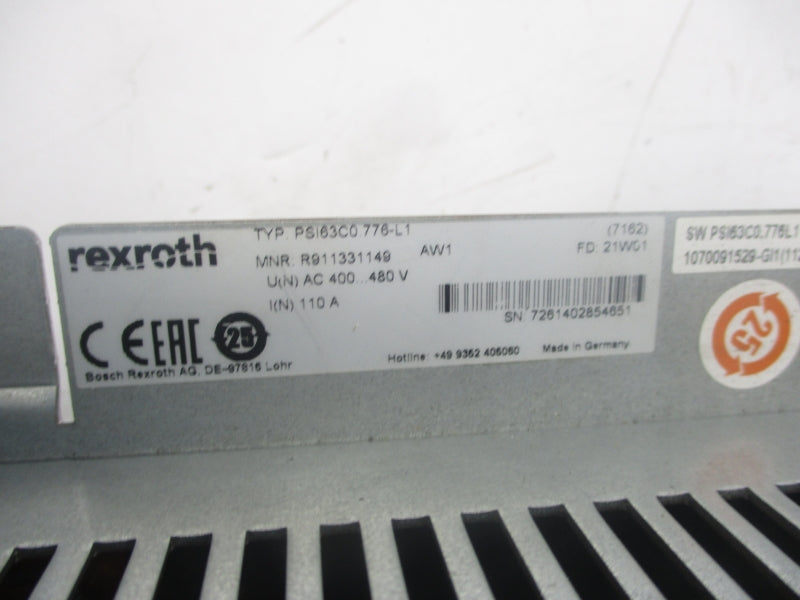 rexroth
TYP. PSI63C0.776-L1
(7162)
MNR. R911331149 AW1
FD: 21W01
U(N) AC 400...480 V
I(N) 110 A
SN 7261402854651
CE EAC 25
Bosch Rexroth AG, DE-97816 Lohr
Hotline: +49 9352 405060
Made in Germany
SW PSI63C0.776L1
1070091529-GI1(112
25